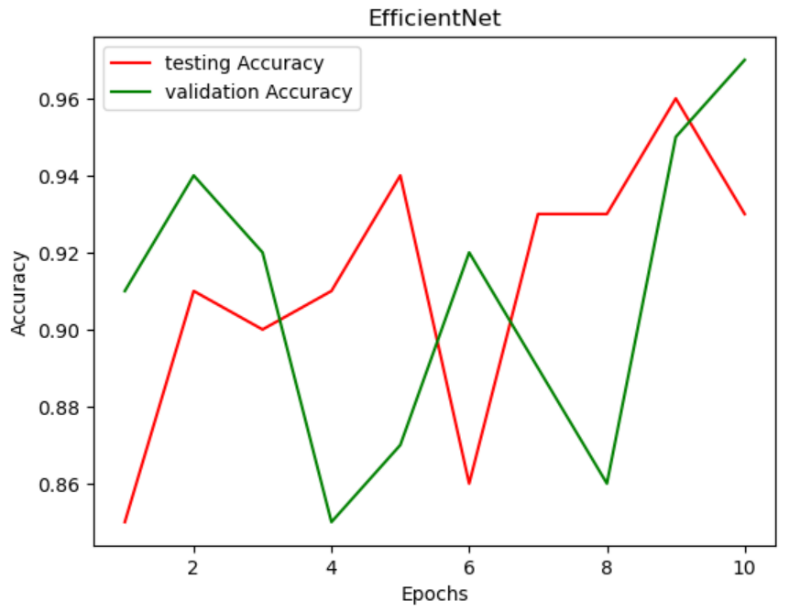 EfficientNet
testing Accuracy
validation Accuracy
0.96
0.94
0.92
0.90
0.88
0.86
Accuracy
2 4 6 8 10
Epochs